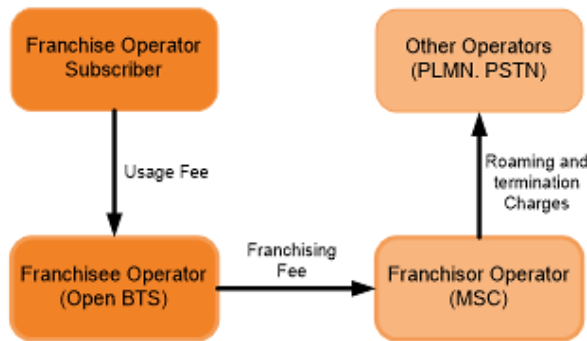 Franchise Operator
Subscriber
Other Operators
(PLMN. PSTN)
Usage Fee
Roaming and
termination
Charges
Franchisee Operator
(Open BTS)
Franchising
Fee
Franchisor Operator
(MSC)